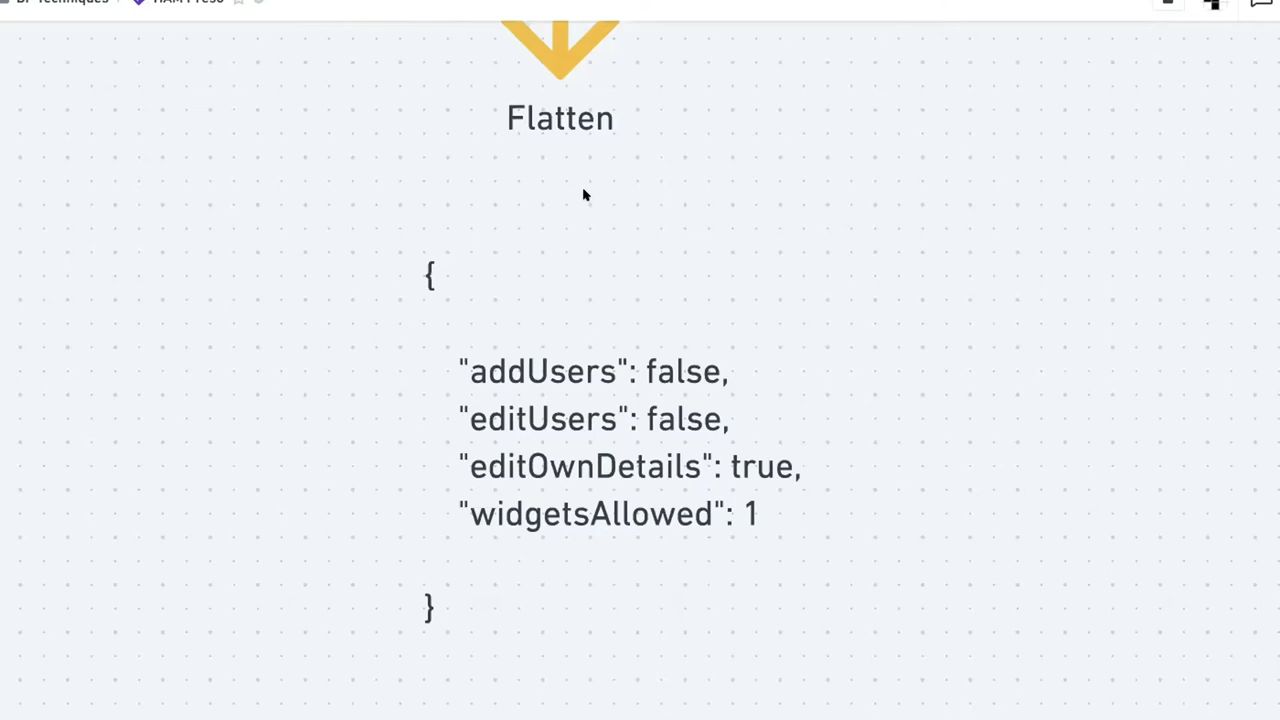 Flatten
{
"addUsers": false,
"editUsers": false,
"editOwnDetails": true,
"widgetsAllowed": 1
}